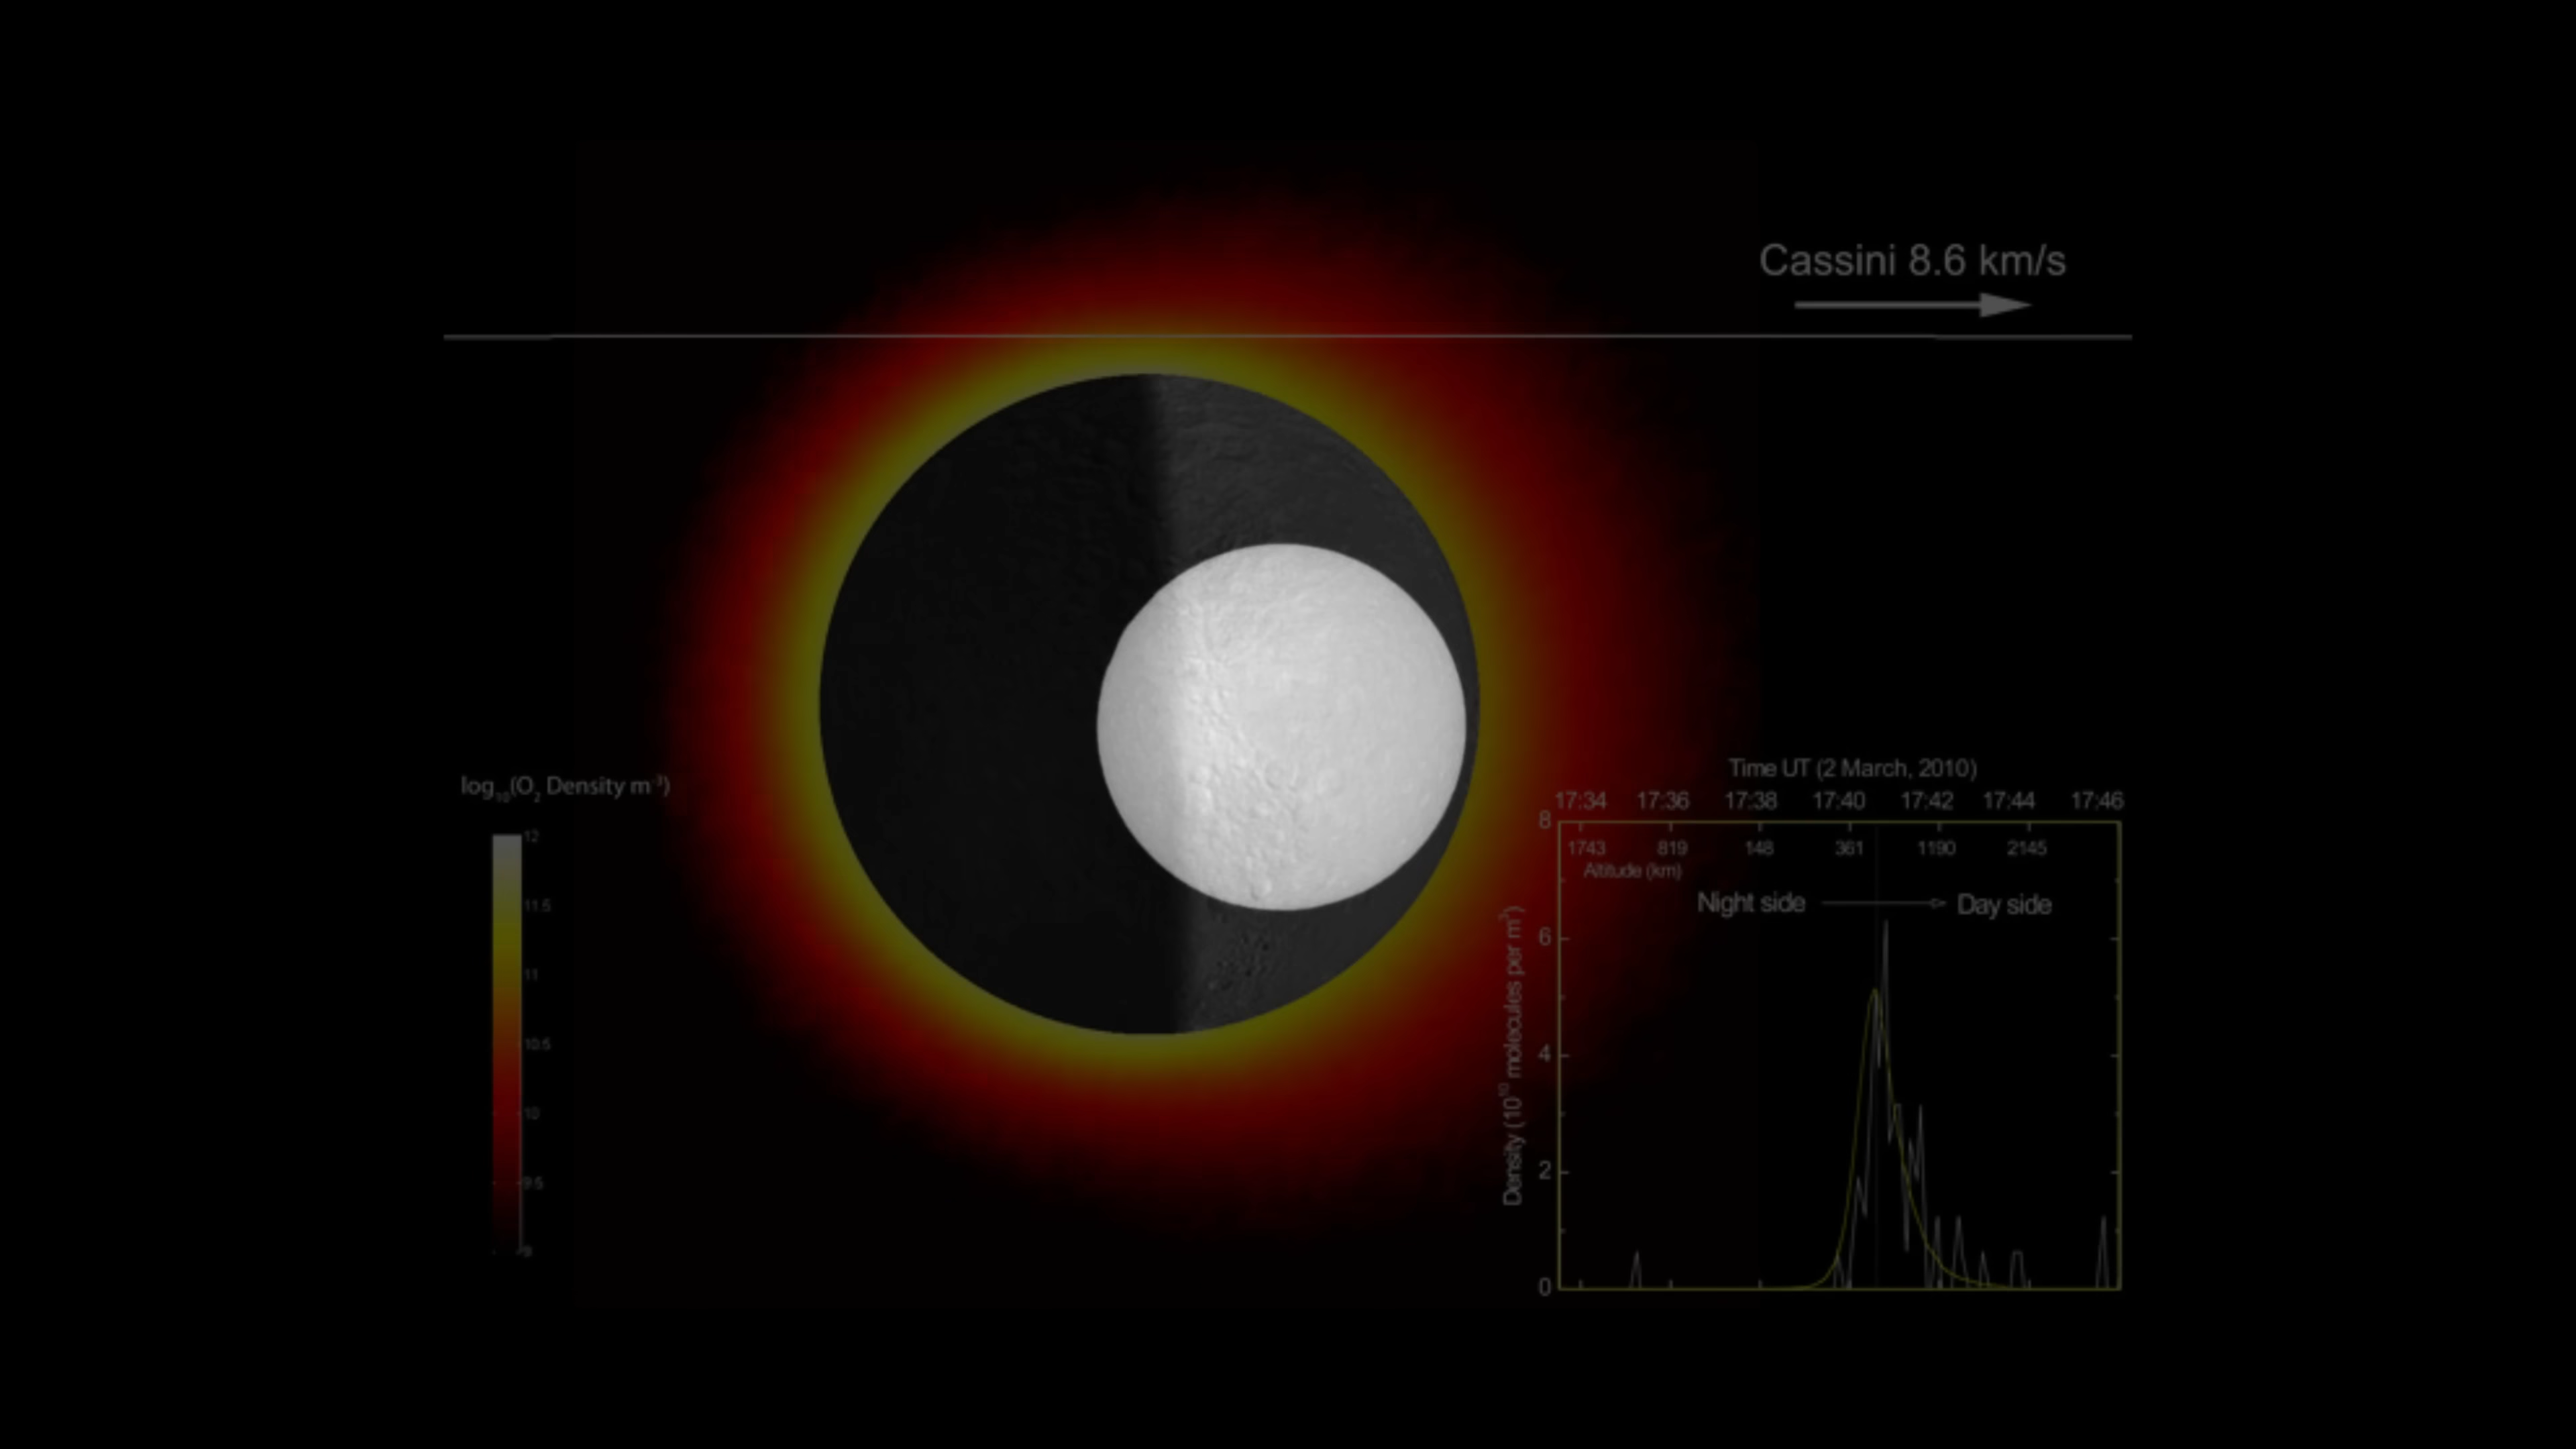 Cassini 8.6 km/s
log₁₀(O₂ Density m⁻³)
12
11.5
11
10.5
10
9.5
9
Time UT (2 March, 2010)
17:34 17:36 17:38 17:40 17:42 17:44 17:46
1743 819 148 361 1190 2145
Altitude (km)
Night side Day side
Density (10¹⁰ molecules per m³)
8
6
4
2
0